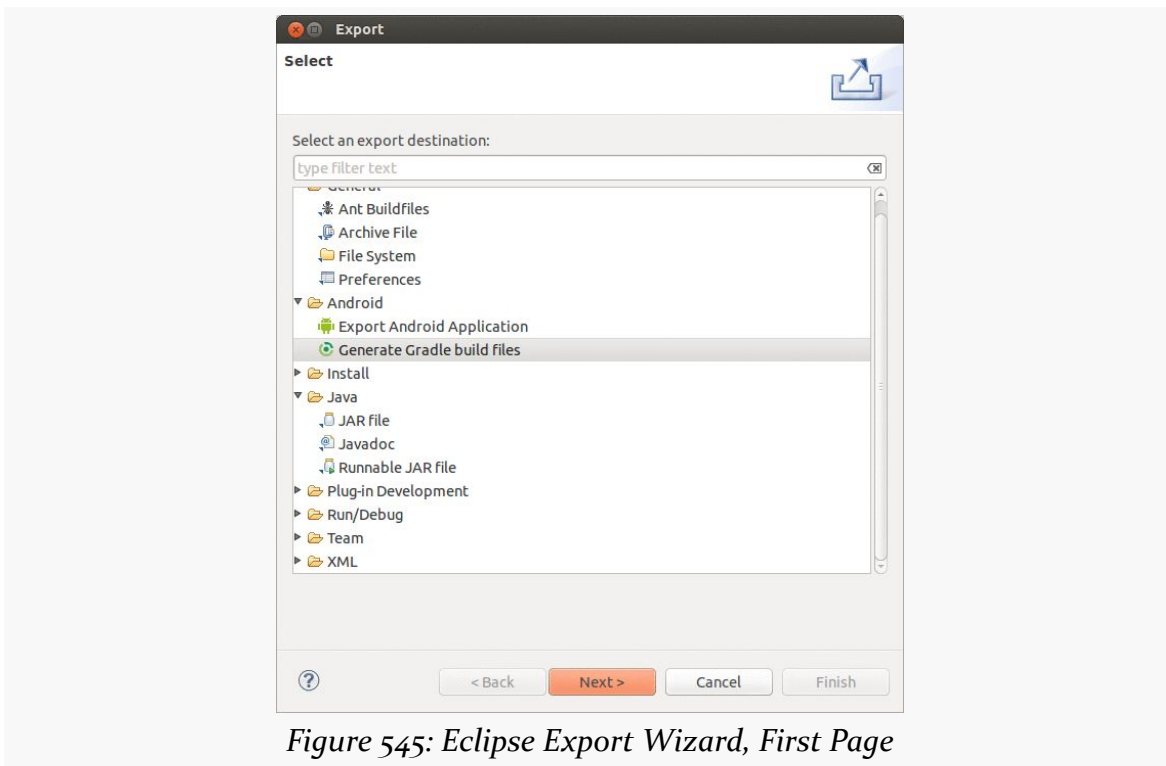 Export
Select
Select an export destination:
type filter text
General
Ant Buildfiles
Archive File
File System
Preferences
Android
Export Android Application
Generate Gradle build files
Install
Java
JAR file
Javadoc
Runnable JAR file
Plug-in Development
Run/Debug
Team
XML
< Back
Next >
Cancel
Finish
Figure 545: Eclipse Export Wizard, First Page